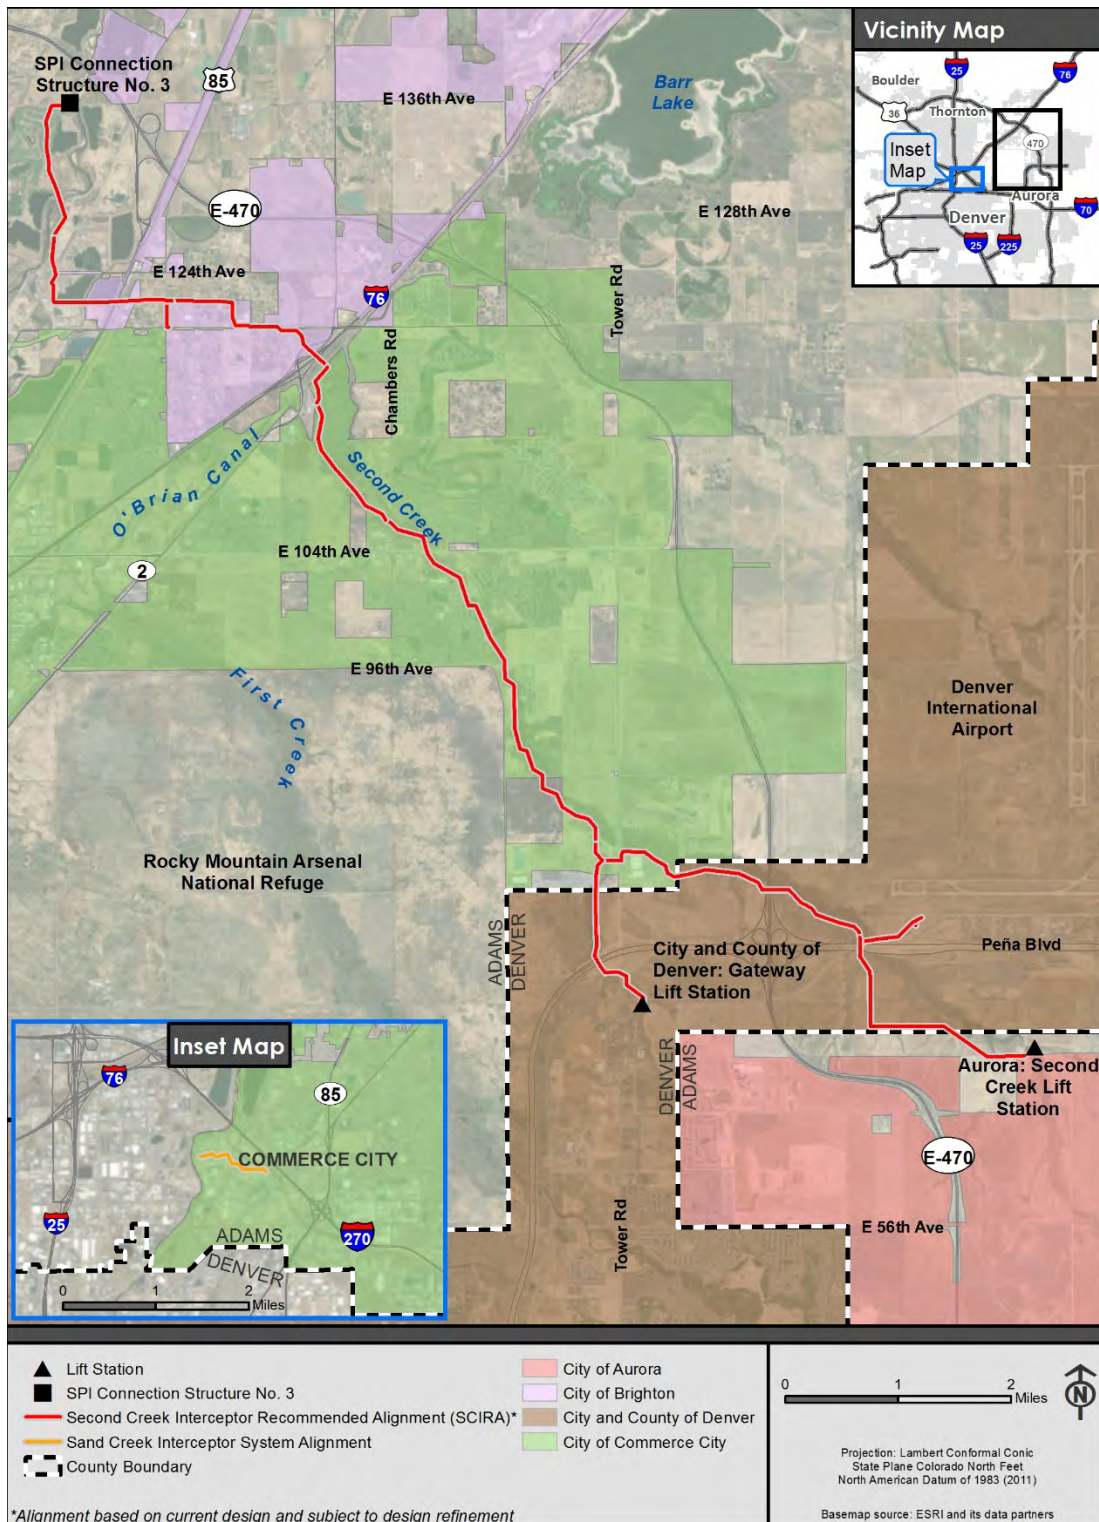 SPI Connection
Structure No. 3
85
E 136th Ave
Barr
Lake
E-470
E 128th Ave
E 124th Ave
76
Tower Rd
Chambers Rd
O'Brian Canal
Second Creek
E 104th Ave
2
E 96th Ave
First Creek
Denver
International
Airport
Rocky Mountain Arsenal
National Refuge
ADAMS
DENVER
City and County of
Denver: Gateway
Lift Station
Peña Blvd
DENVER
ADAMS
Aurora: Second
Creek Lift
Station
E-470
E 56th Ave
Tower Rd
Vicinity Map
25
76
Boulder
36
Thornton
470
Inset
Map
Aurora
70
Denver
25
225
Inset Map
76
85
COMMERCE CITY
25
270
ADAMS
DENVER
0 1 2
Miles
Lift Station
SPI Connection Structure No. 3
Second Creek Interceptor Recommended Alignment (SCIRA)*
Sand Creek Interceptor System Alignment
County Boundary
*Alignment based on current design and subject to design refinement
City of Aurora
City of Brighton
City and County of Denver
City of Commerce City
0 1 2
Miles
N
Projection: Lambert Conformal Conic
State Plane Colorado North Feet
North American Datum of 1983 (2011)
Basemap source: ESRI and its data partners